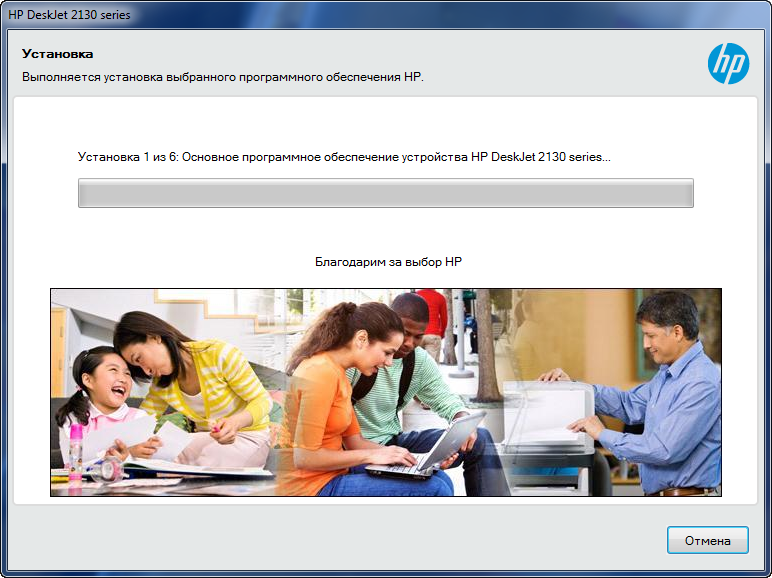 HP DeskJet 2130 series
Установка
Выполняется установка выбранного программного обеспечения HP.
hp
Установка 1 из 6: Основное программное обеспечение устройства HP DeskJet 2130 series...
Благодарим за выбор HP
Отмена